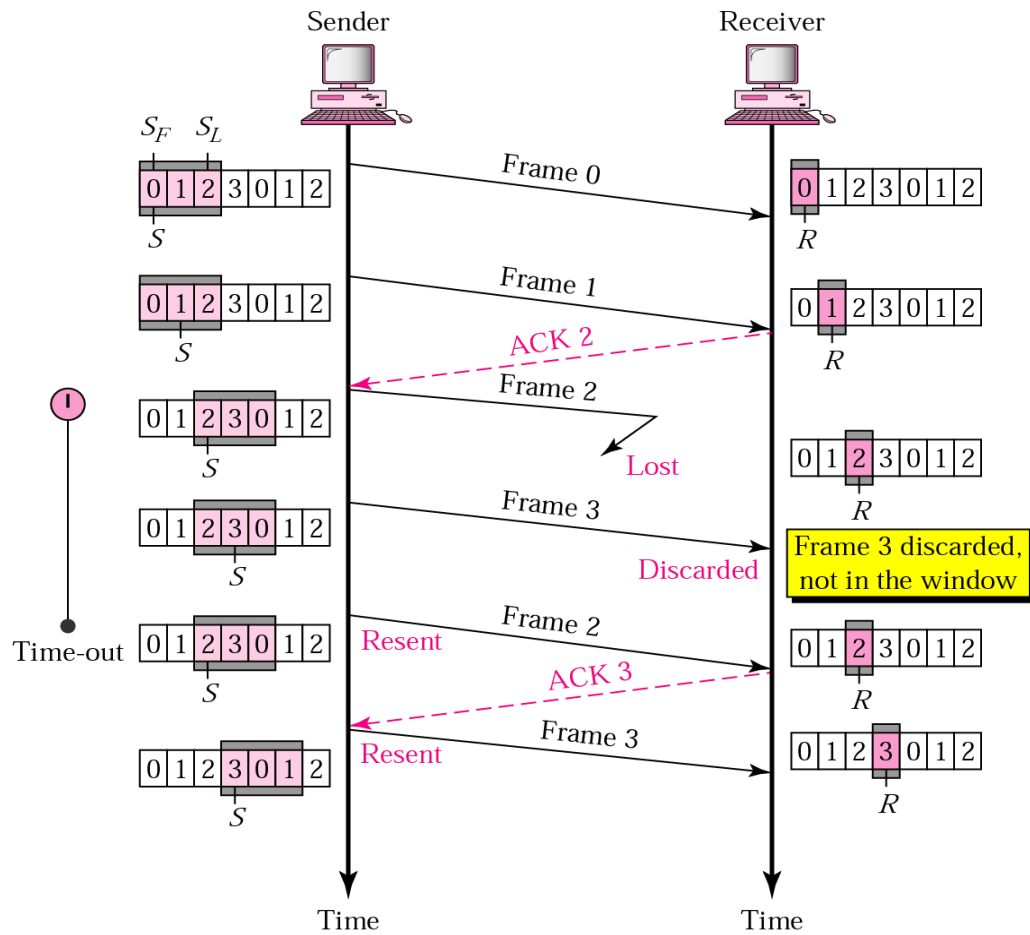 Sender
Receiver
S_F S_L
0 1 2 3 0 1 2
S
Frame 0
0 1 2 3 0 1 2
R
0 1 2 3 0 1 2
S
Frame 1
0 1 2 3 0 1 2
R
ACK 2
0 1 2 3 0 1 2
S
Frame 2
Lost
0 1 2 3 0 1 2
R
0 1 2 3 0 1 2
S
Frame 3
Discarded
Frame 3 discarded,
not in the window
Time-out
0 1 2 3 0 1 2
S
Resent
Frame 2
0 1 2 3 0 1 2
R
ACK 3
0 1 2 3 0 1 2
S
Resent
Frame 3
0 1 2 3 0 1 2
R
Time
Time